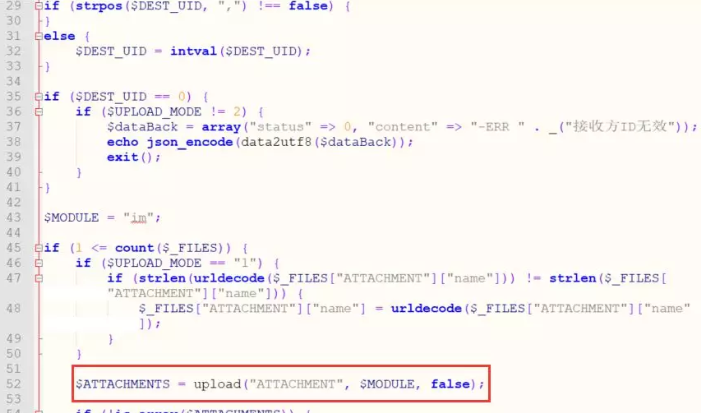 29 if (strpos($DEST_UID, ",") !== false) {
30 }
31 else {
32 $DEST_UID = intval($DEST_UID);
33 }
34
35 if ($DEST_UID == 0) {
36 if ($UPLOAD_MODE != 2) {
37 $dataBack = array("status" => 0, "content" => "-ERR " . _("接收方ID无效"));
38 echo json_encode(data2utf8($dataBack));
39 exit();
40 }
41 }
42
43 $MODULE = "im";
44
45 if (1 <= count($_FILES)) {
46 if ($UPLOAD_MODE == "1") {
47 if (strlen(urldecode($_FILES["ATTACHMENT"]["name"])) != strlen($_FILES[
"ATTACHMENT"]["name"])) {
48 $_FILES["ATTACHMENT"]["name"] = urldecode($_FILES["ATTACHMENT"]["name"
]);
49 }
50 }
51
52 $ATTACHMENTS = upload("ATTACHMENT", $MODULE, false);
53
54 if (!is_array($ATTACHMENTS)) {